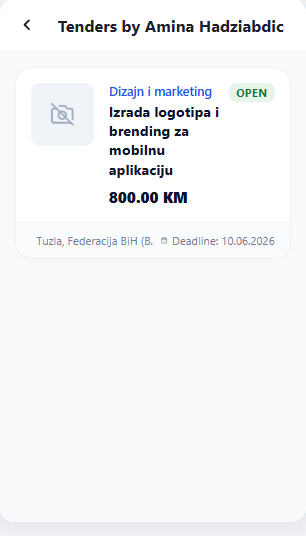 Tenders by Amina Hadziabdic
Dizajn i marketing
OPEN
Izrada logotipa i
brending za
mobilnu
aplikaciju
800.00 KM
Tuzla, Federacija BiH (B.
Deadline: 10.06.2026